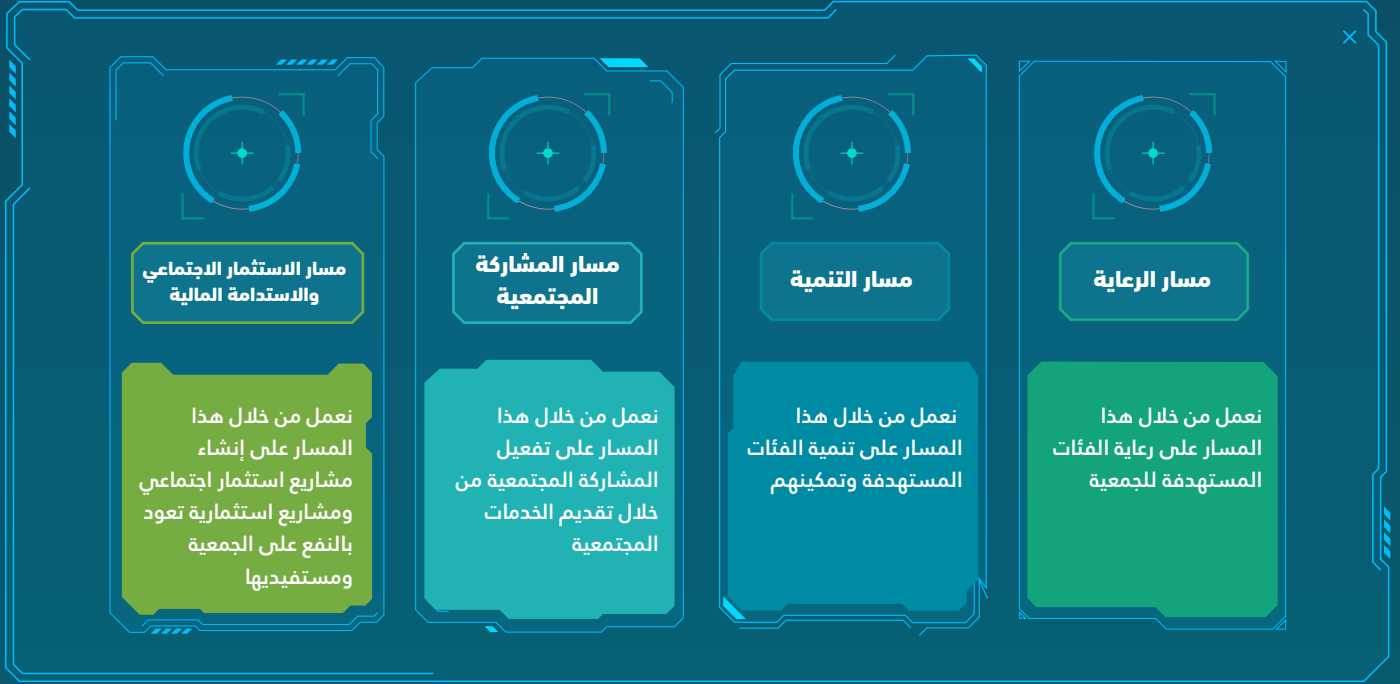 مسار الرعاية
نعمل من خلال هذا
المسار على رعاية الفئات
المستهدفة للجمعية
مسار التنمية
نعمل من خلال هذا
المسار على تنمية الفئات
المستهدفة وتمكينهم
مسار المشاركة
المجتمعية
نعمل من خلال هذا
المسار على تفعيل
المشاركة المجتمعية من
خلال تقديم الخدمات
المجتمعية
مسار الاستثمار الاجتماعي
والاستدامة المالية
نعمل من خلال هذا
المسار على إنشاء
مشاريع استثمار اجتماعي
ومشاريع استثمارية تعود
بالنفع على الجمعية
ومستفيديها